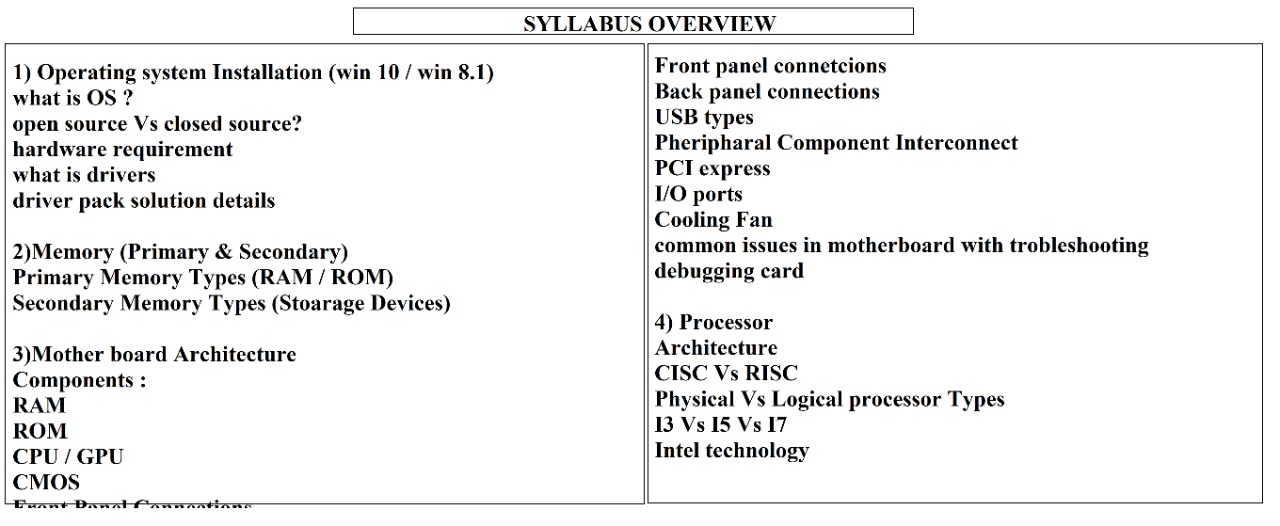 SYLLABUS OVERVIEW
1) Operating system Installation (win 10 / win 8.1)
what is OS ?
open source Vs closed source?
hardware requirement
what is drivers
driver pack solution details
2)Memory (Primary & Secondary)
Primary Memory Types (RAM / ROM)
Secondary Memory Types (Stoarage Devices)
3)Mother board Architecture
Components :
RAM
ROM
CPU / GPU
CMOS
Front Panel Connections
Front panel connetcions
Back panel connections
USB types
Pheripharal Component Interconnect
PCI express
I/O ports
Cooling Fan
common issues in motherboard with trobleshooting
debugging card
4) Processor
Architecture
CISC Vs RISC
Physical Vs Logical processor Types
I3 Vs I5 Vs I7
Intel technology